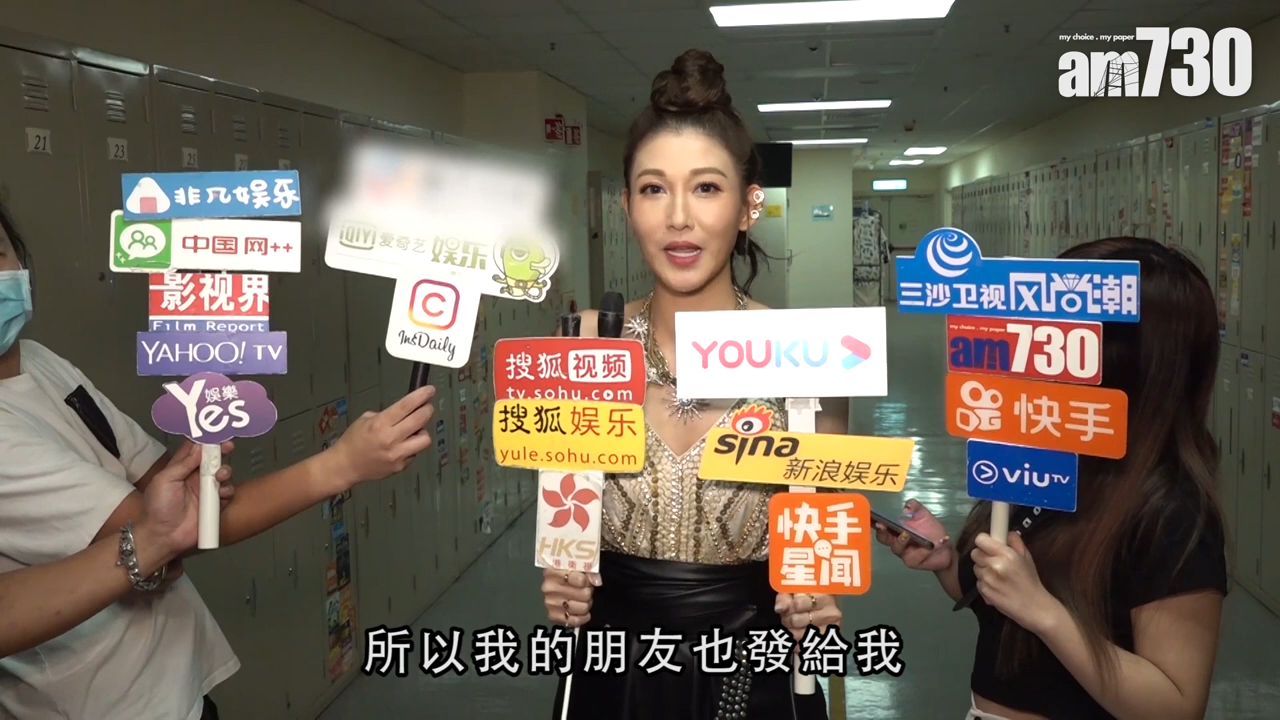 my choice . my paper
am730
21
23
25
27
非凡娱乐
中国网++
影视界
Film Report
YAHOO! TV
Yes 娛樂
iQIYI 爱奇艺 娱乐
InsDaily
搜狐视频
tv.sohu.com
搜狐娱乐
yule.sohu.com
HKS
YOUKU
sina
新浪娱乐
快手
星闻
三沙卫视 风尚潮
my choice . my paper
am730
快手
viuTV
所以我的朋友也發給我